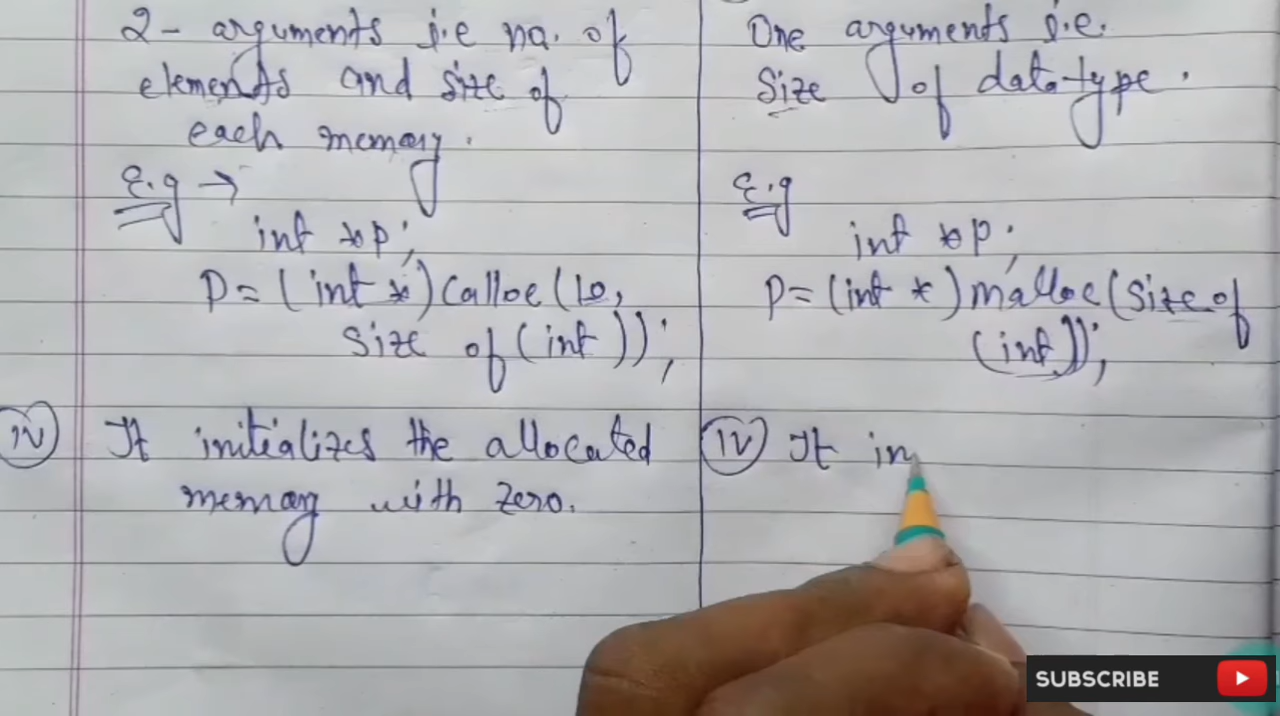 2 - arguments i.e no. of
elements and size of
each memory.
E.g →
int *p;
P = (int *) Calloc (10,
Size of (int));
(iv) It initializes the allocated
memory with zero.
One arguments i.e.
Size of data type.
E.g
int *p;
P = (int *) malloc (Size of
(int));
(iv) It in
SUBSCRIBE